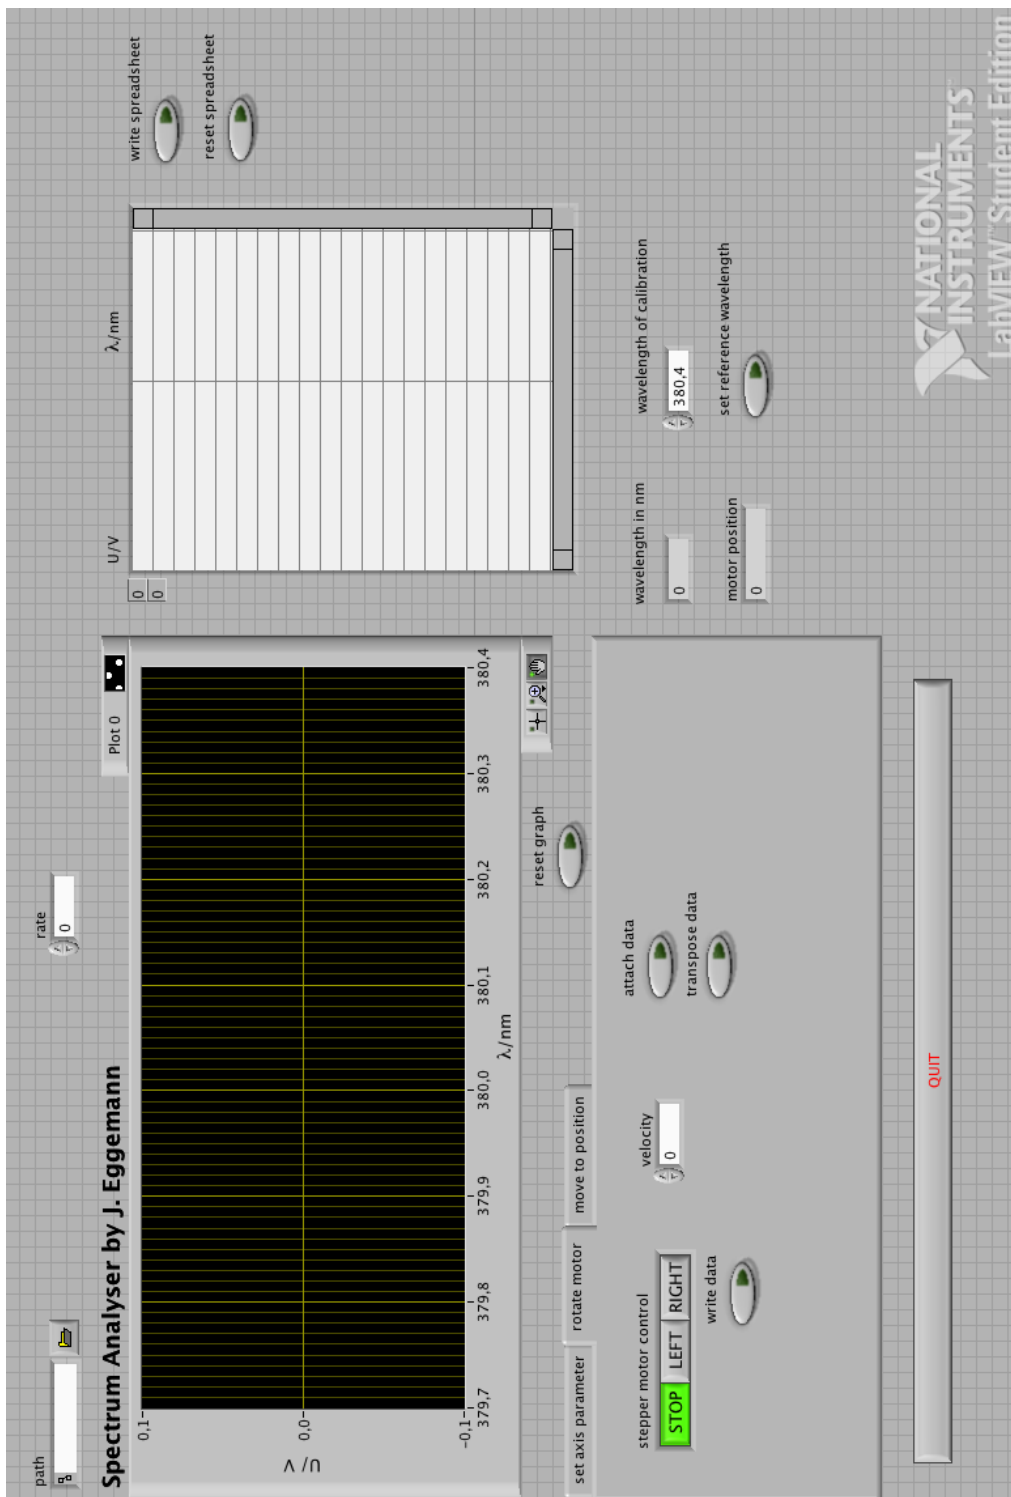 path
rate
0
Spectrum Analyser by J. Eggemann
Plot 0
U/V
0,1
0,0
-0,1
379,7
379,8
379,9
380,0
380,1
380,2
380,3
380,4
λ/nm
reset graph
0
0
U/V
λ/nm
write spreadsheet
reset spreadsheet
set axis parameter
rotate motor
move to position
stepper motor control
STOP
LEFT
RIGHT
write data
velocity
0
attach data
transpose data
wavelength in nm
0
motor position
0
wavelength of calibration
380,4
set reference wavelength
QUIT
NATIONAL
INSTRUMENTS
LabVIEW™ Student Edition